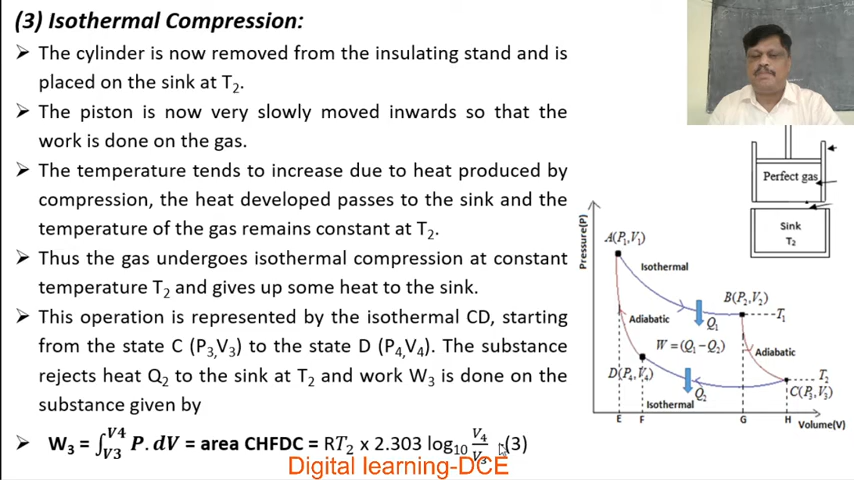 (3) Isothermal Compression:
➢ The cylinder is now removed from the insulating stand and is
placed on the sink at T₂.
➢ The piston is now very slowly moved inwards so that the
work is done on the gas.
➢ The temperature tends to increase due to heat produced by
compression, the heat developed passes to the sink and the
temperature of the gas remains constant at T₂.
➢ Thus the gas undergoes isothermal compression at constant
temperature T₂ and gives up some heat to the sink.
➢ This operation is represented by the isothermal CD, starting
from the state C (P₃,V₃) to the state D (P₄,V₄). The substance
rejects heat Q₂ to the sink at T₂ and work W₃ is done on the
substance given by
➢ W₃ = ∫_{V3}^{V4} P.dV = area CHFDC = RT₂ x 2.303 log₁₀ V₄/V₃ (3)
Digital learning-DCE
Perfect gas
Sink
T₂
Pressure(P)
A(P₁,V₁)
Isothermal
B(P₂,V₂)
T₁
Q₁
Adiabatic
W = (Q₁−Q₂)
Adiabatic
D(P₄,V₄)
T₂
Q₂
C(P₃,V₃)
Isothermal
E F G H
Volume(V)